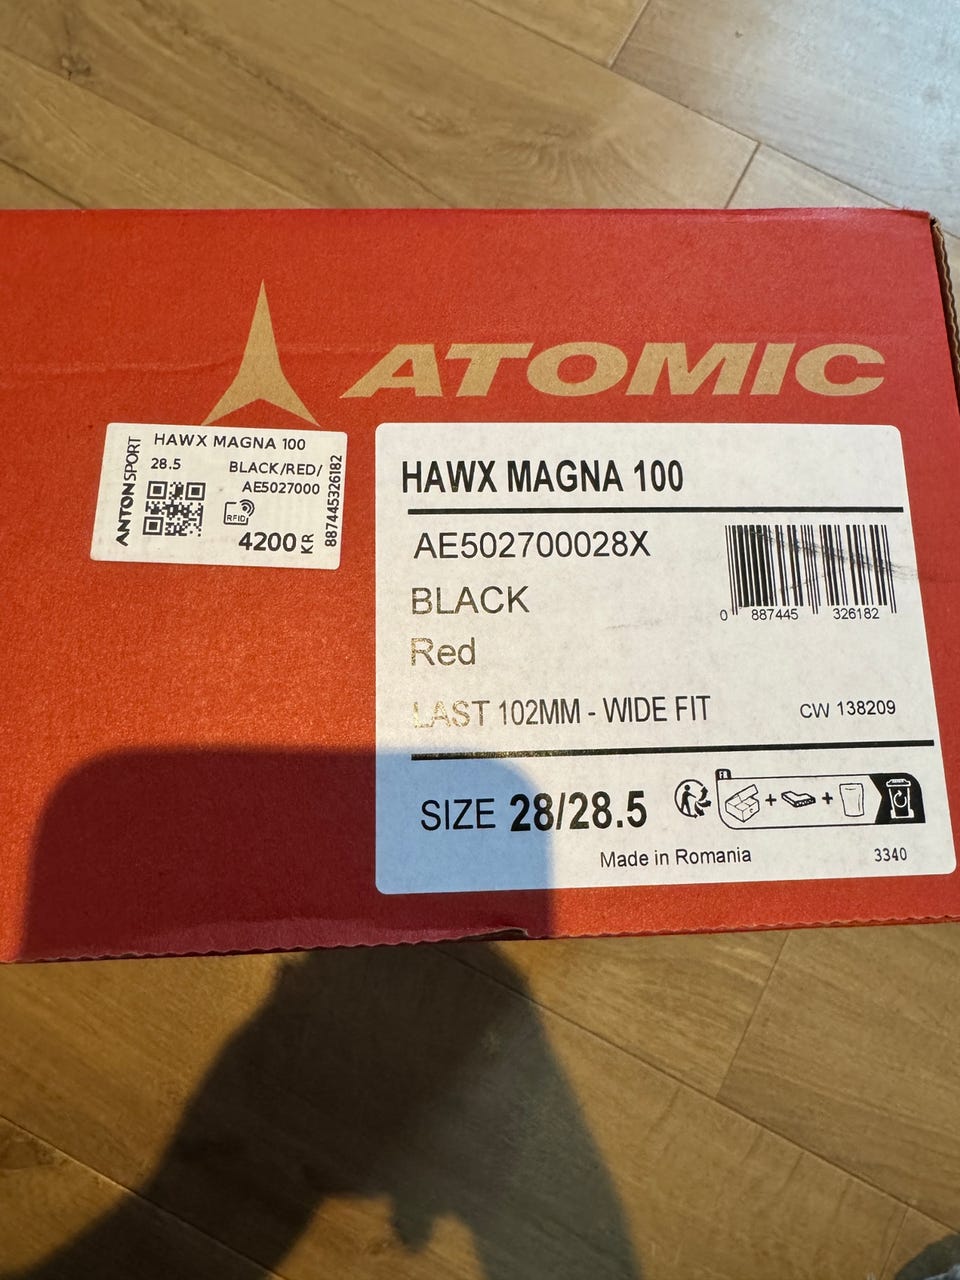 ATOMIC
ANTON SPORT
HAWX MAGNA 100
28.5 BLACK/RED/
AE5027000
RFID
4200 KR
887445326182
HAWX MAGNA 100
AE502700028X
BLACK
Red
0 887445 326182
LAST 102MM - WIDE FIT
CW 138209
SIZE 28/28.5
FR
+ +
Made in Romania
3340